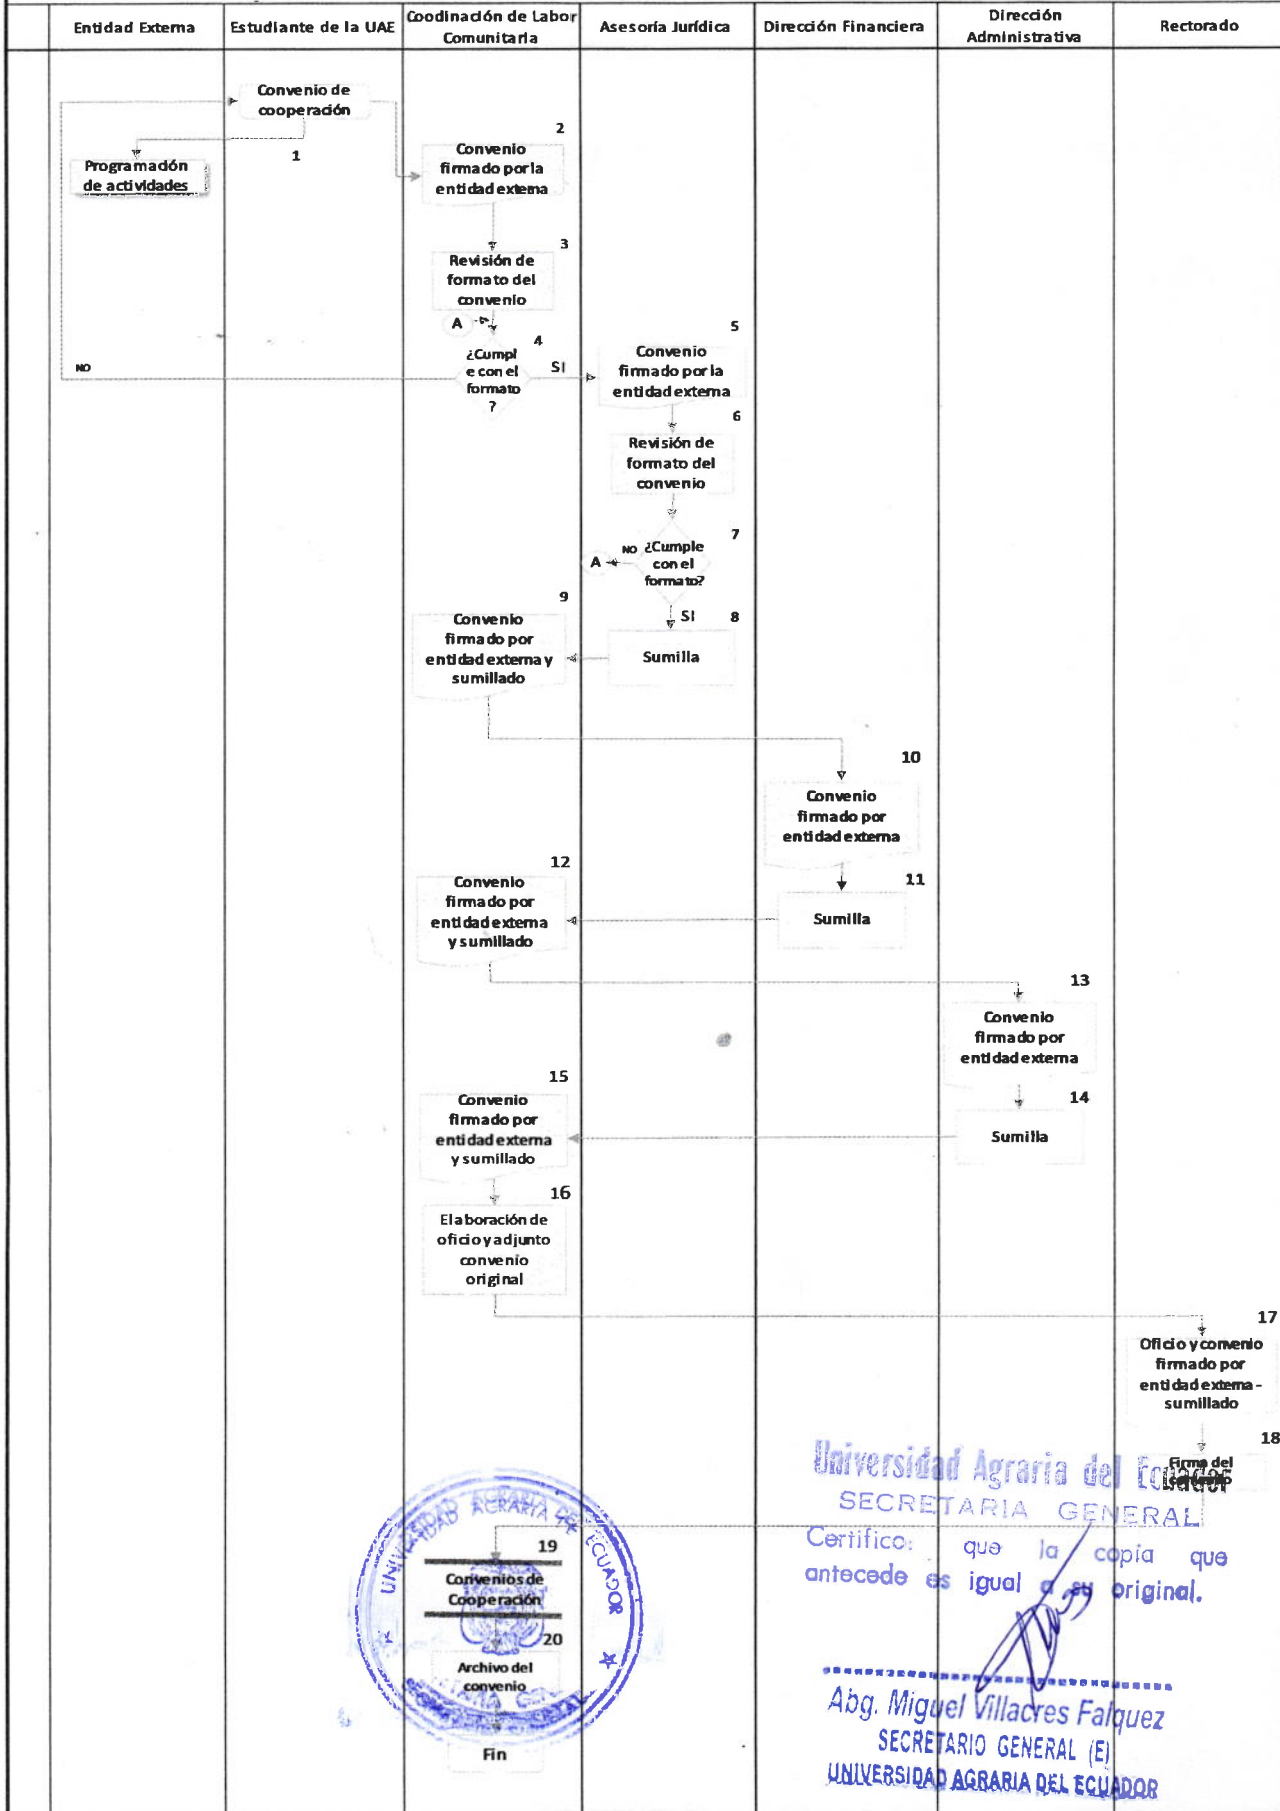 Entidad Externa
Estudiante de la UAE
Coodinación de Labor
Comunitaria
Asesoría Jurídica
Dirección Financiera
Dirección
Administrativa
Rectorado
Convenio de
cooperación
1
Programación
de actividades
2
Convenio
firmado por la
entidad externa
3
Revisión de
formato del
convenio
A
4
¿Cumpl
e con el
formato
?
NO
SI
5
Convenio
firmado por la
entidad externa
6
Revisión de
formato del
convenio
7
¿Cumple
con el
formato?
NO
A
SI
8
Sumilla
9
Convenio
firmado por
entidad externa y
sumillado
10
Convenio
firmado por
entidad externa
11
Sumilla
12
Convenio
firmado por
entidad externa
y sumillado
13
Convenio
firmado por
entidad externa
14
Sumilla
15
Convenio
firmado por
entidad externa
y sumillado
16
Elaboración de
oficio y adjunto
convenio
original
17
Oficio y convenio
firmado por
entidad externa -
sumillado
18
Firma del
19
Convenios de
Cooperación
20
Archivo del
convenio
Fin
UNIVERSIDAD AGRARIA DEL ECUADOR
Universidad Agraria del Ecuador
SECRETARIA GENERAL
Certifico: que la copia que
antecede es igual a su original.
Abg. Miguel Villacres Falquez
SECRETARIO GENERAL (E)
UNIVERSIDAD AGRARIA DEL ECUADOR